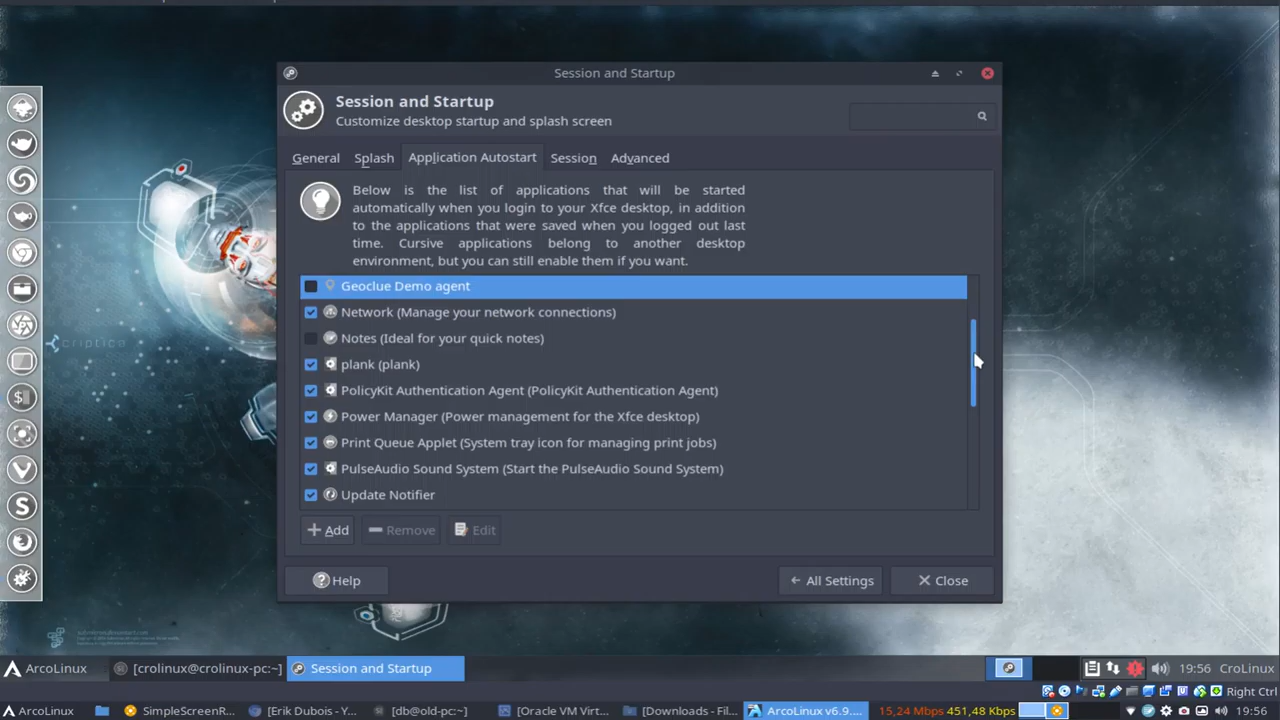 Session and Startup
Session and Startup
Customize desktop startup and splash screen
General
Splash
Application Autostart
Session
Advanced
Below is the list of applications that will be started
automatically when you login to your Xfce desktop, in addition
to the applications that were saved when you logged out last
time. Cursive applications belong to another desktop
environment, but you can still enable them if you want.
Geoclue Demo agent
Network (Manage your network connections)
Notes (Ideal for your quick notes)
plank (plank)
PolicyKit Authentication Agent (PolicyKit Authentication Agent)
Power Manager (Power management for the Xfce desktop)
Print Queue Applet (System tray icon for managing print jobs)
PulseAudio Sound System (Start the PulseAudio Sound System)
Update Notifier
Add
Remove
Edit
Help
All Settings
Close
criptica
ArcoLinux
[crolinux@crolinux-pc:~]
Session and Startup
19:56
CroLinux
Right Ctrl
ArcoLinux
SimpleScreenR...
[Erik Dubois - Yo...
[db@old-pc:~]
[Oracle VM Virt...
[Downloads - Fil...
ArcoLinux v6.9....
15,24 Mbps
451,48 Kbps
19:56